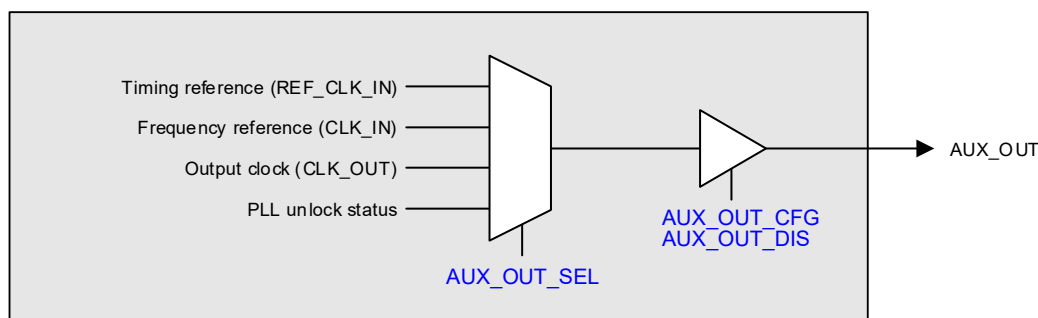 Timing reference (REF_CLK_IN)
Frequency reference (CLK_IN)
Output clock (CLK_OUT)
PLL unlock status
AUX_OUT_SEL
AUX_OUT_CFG
AUX_OUT_DIS
AUX_OUT